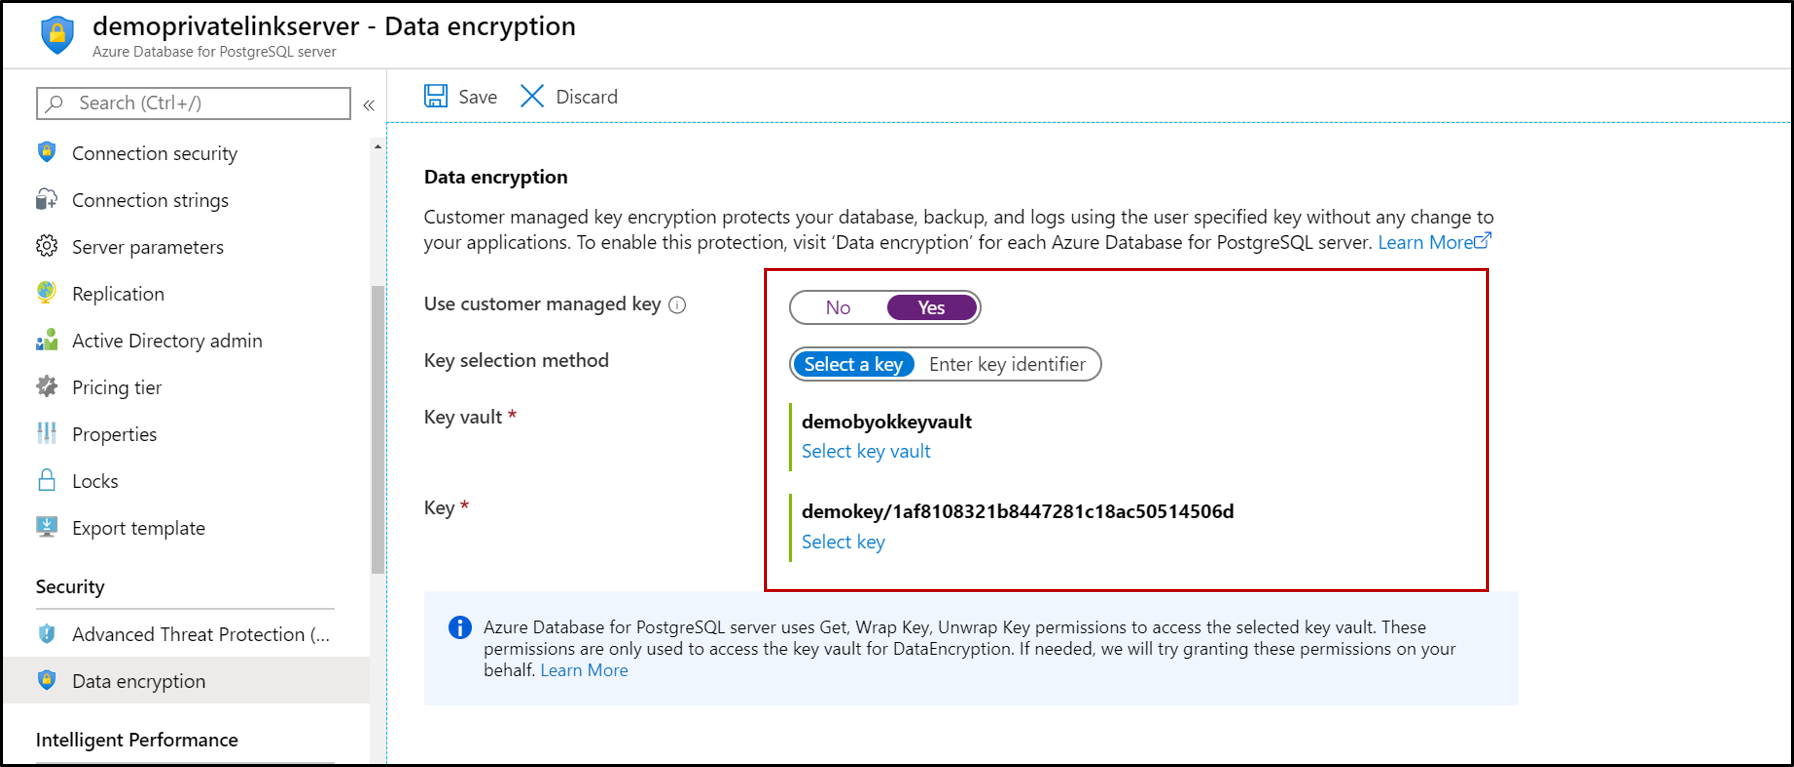 demoprivatelinkserver - Data encryption
Azure Database for PostgreSQL server
Search (Ctrl+/)
«
Connection security
Connection strings
Server parameters
Replication
Active Directory admin
Pricing tier
Properties
Locks
Export template
Security
Advanced Threat Protection (...
Data encryption
Intelligent Performance
Save
Discard
Data encryption
Customer managed key encryption protects your database, backup, and logs using the user specified key without any change to
your applications. To enable this protection, visit ‘Data encryption’ for each Azure Database for PostgreSQL server. Learn More
Use customer managed key
No Yes
Key selection method
Select a key Enter key identifier
Key vault *
demobyokkeyvault
Select key vault
Key *
demokey/1af8108321b8447281c18ac50514506d
Select key
Azure Database for PostgreSQL server uses Get, Wrap Key, Unwrap Key permissions to access the selected key vault. These
permissions are only used to access the key vault for DataEncryption. If needed, we will try granting these permissions on your
behalf. Learn More